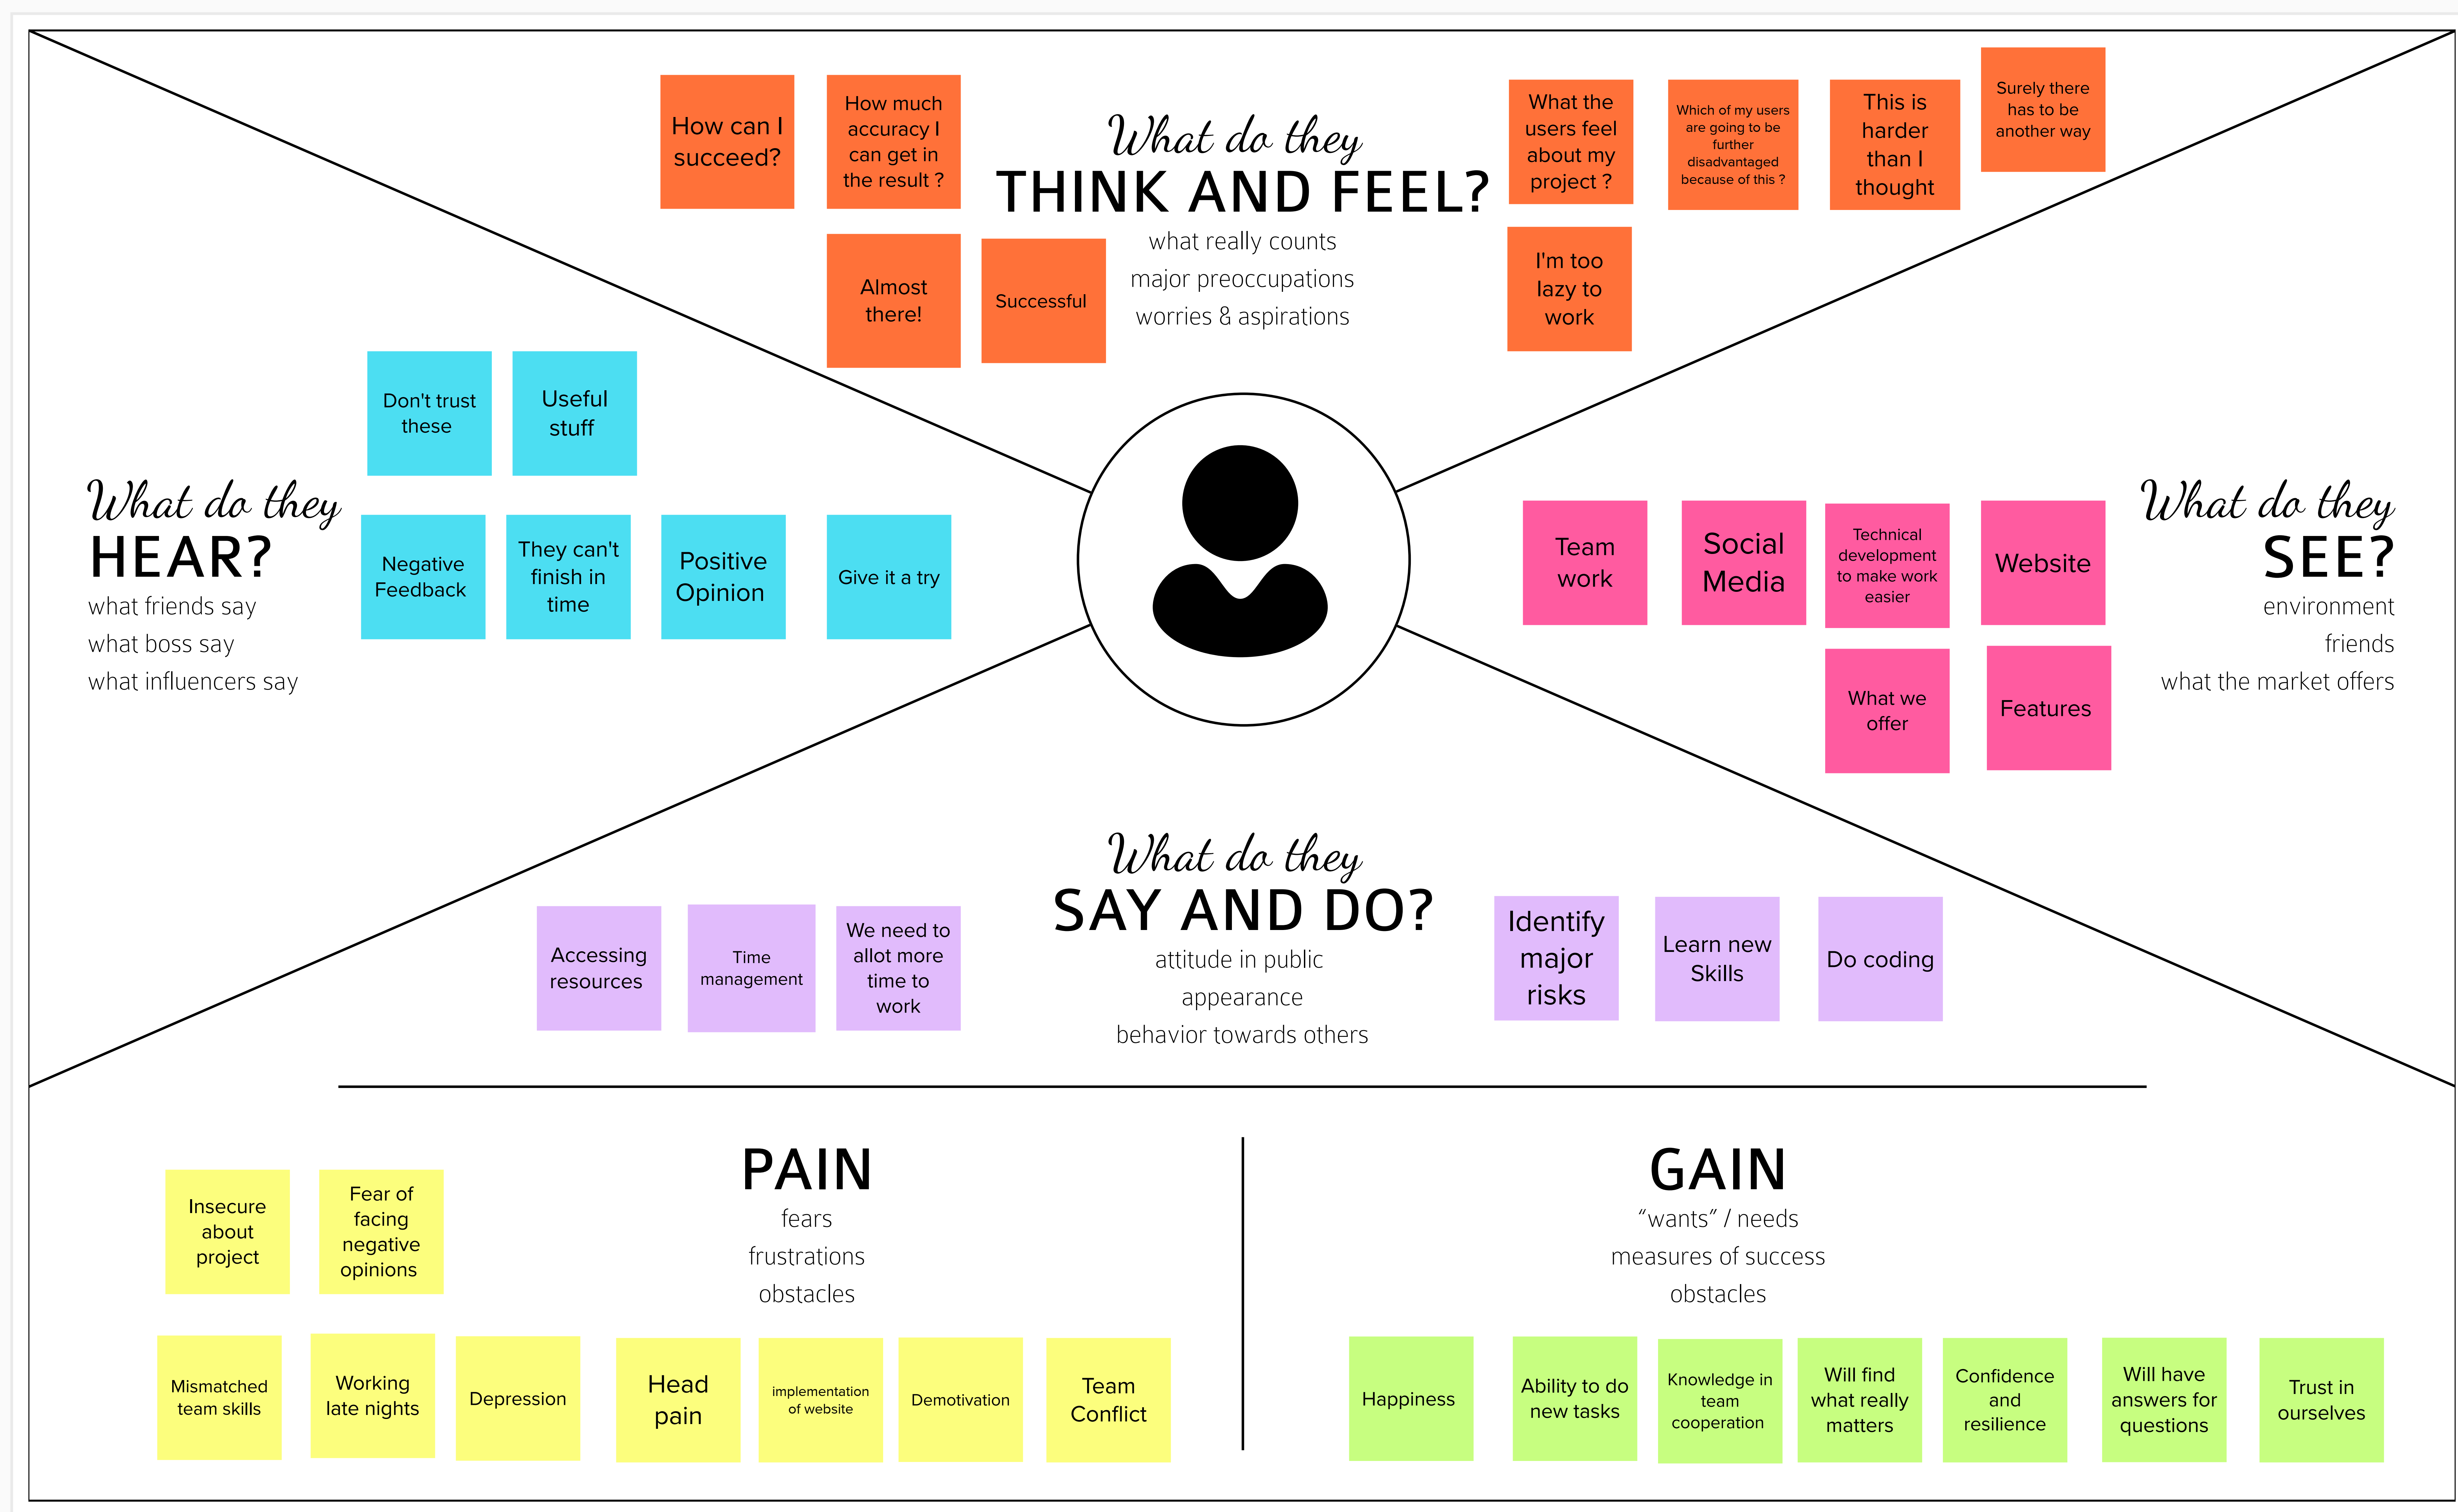 How can I
succeed?
How much
accuracy I
can get in
the result ?
Almost
there!
Successful
What do they
THINK AND FEEL?
what really counts
major preoccupations
worries & aspirations
What the
users feel
about my
project ?
Which of my users
are going to be
further
disadvantaged
because of this ?
This is
harder
than I
thought
Surely there
has to be
another way
I'm too
lazy to
work
What do they
HEAR?
what friends say
what boss say
what influencers say
Don't trust
these
Useful
stuff
Negative
Feedback
They can't
finish in
time
Positive
Opinion
Give it a try
Team
work
Social
Media
Technical
development
to make work
easier
Website
What we
offer
Features
What do they
SEE?
environment
friends
what the market offers
What do they
SAY AND DO?
attitude in public
appearance
behavior towards others
Accessing
resources
Time
management
We need to
allot more
time to
work
Identify
major
risks
Learn new
Skills
Do coding
PAIN
fears
frustrations
obstacles
Insecure
about
project
Fear of
facing
negative
opinions
Mismatched
team skills
Working
late nights
Depression
Head
pain
implementation
of website
Demotivation
Team
Conflict
GAIN
“wants” / needs
measures of success
obstacles
Happiness
Ability to do
new tasks
Knowledge in
team
cooperation
Will find
what really
matters
Confidence
and
resilience
Will have
answers for
questions
Trust in
ourselves